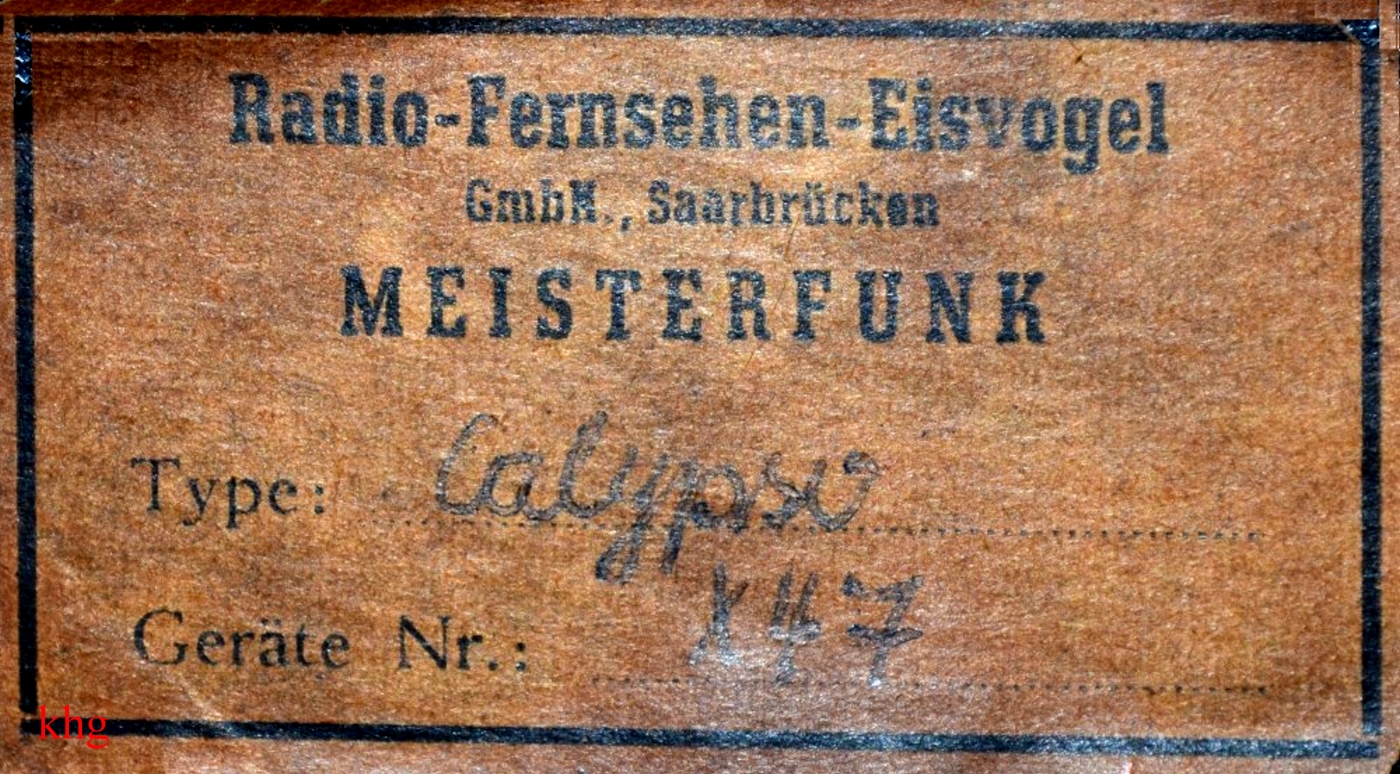 Radio-Fernsehen-Eisvogel
GmbH., Saarbrücken
MEISTERFUNK
Type: Calypso
Geräte Nr.: X47
khg